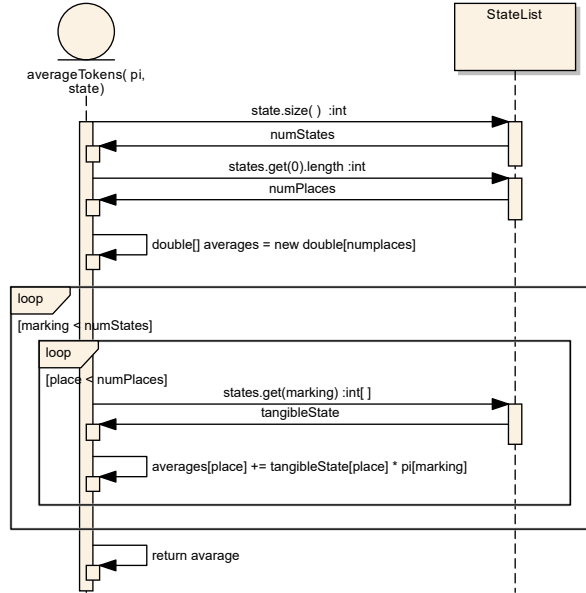 StateList
averageTokens( pi,
state)
state.size( )  :int
numStates
states.get(0).length :int
numPlaces
double[] averages = new double[numplaces]
loop
[marking < numStates]
loop
[place < numPlaces]
states.get(marking) :int[ ]
tangibleState
averages[place] += tangibleState[place] * pi[marking]
return avarage